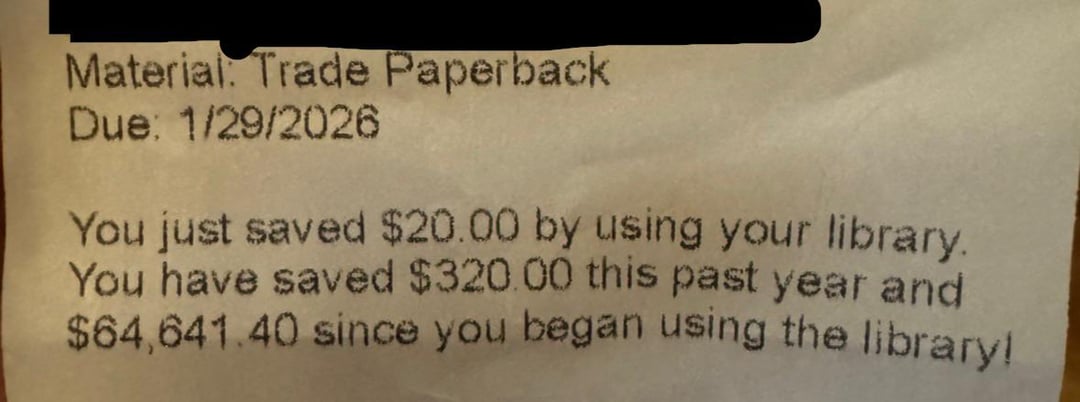 Material: Trade Paperback
Due: 1/29/2026
You just saved $20.00 by using your library.
You have saved $320.00 this past year and
$64,641.40 since you began using the library!